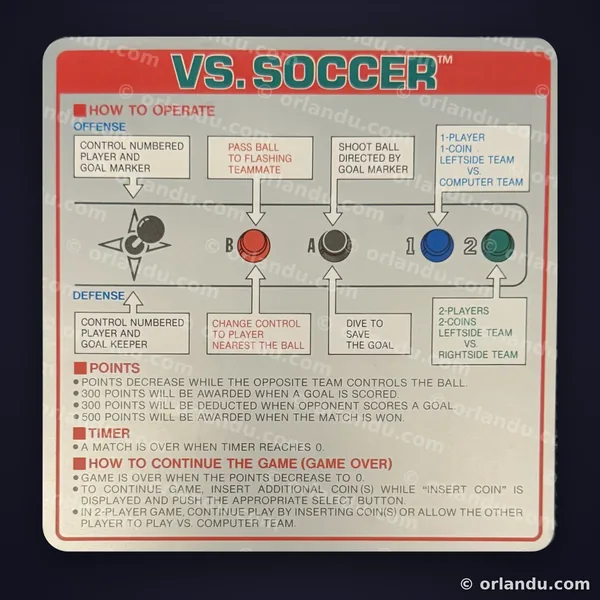 VS. SOCCER™
HOW TO OPERATE
OFFENSE
CONTROL NUMBERED
PLAYER AND
GOAL MARKER
PASS BALL
TO FLASHING
TEAMMATE
SHOOT BALL
DIRECTED BY
GOAL MARKER
1-PLAYER
1-COIN
LEFTSIDE TEAM
VS.
COMPUTER TEAM
B
A
1
2
DEFENSE
CONTROL NUMBERED
PLAYER AND
GOAL KEEPER
CHANGE CONTROL
TO PLAYER
NEAREST THE BALL
DIVE TO
SAVE
THE GOAL
2-PLAYERS
2-COINS
LEFTSIDE TEAM
VS.
RIGHTSIDE TEAM
POINTS
• POINTS DECREASE WHILE THE OPPOSITE TEAM CONTROLS THE BALL.
• 300 POINTS WILL BE AWARDED WHEN A GOAL IS SCORED.
• 300 POINTS WILL BE DEDUCTED WHEN OPPONENT SCORES A GOAL.
• 500 POINTS WILL BE AWARDED WHEN THE MATCH IS WON.
TIMER
• A MATCH IS OVER WHEN TIMER REACHES 0.
HOW TO CONTINUE THE GAME (GAME OVER)
• GAME IS OVER WHEN THE POINTS DECREASE TO 0.
• TO CONTINUE GAME, INSERT ADDITIONAL COIN(S) WHILE "INSERT COIN" IS
DISPLAYED AND PUSH THE APPROPRIATE SELECT BUTTON.
• IN 2-PLAYER GAME, CONTINUE PLAY BY INSERTING COIN(S) OR ALLOW THE OTHER
PLAYER TO PLAY VS. COMPUTER TEAM.
© orlandu.com